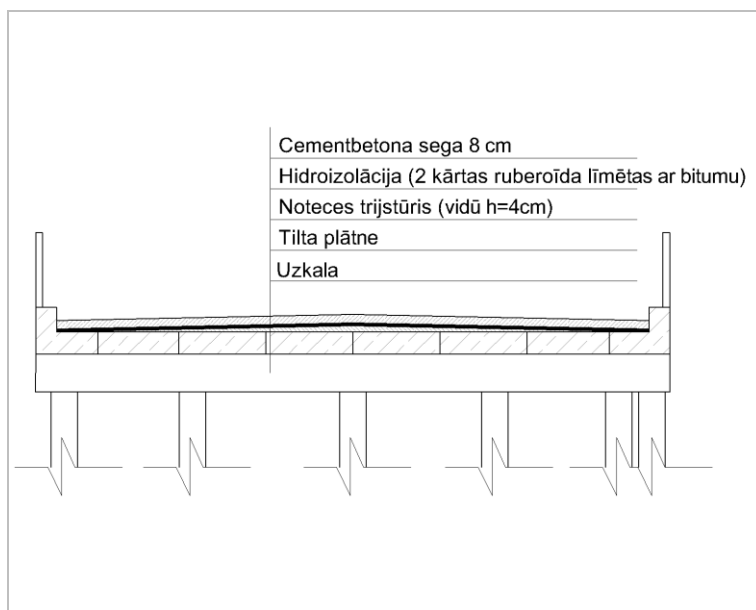 Cementbetona sega 8 cm
Hidroizolācija (2 kārtas ruberoīda līmētas ar bitumu)
Noteces trijstūris (vidū h=4cm)
Tilta plātne
Uzkala